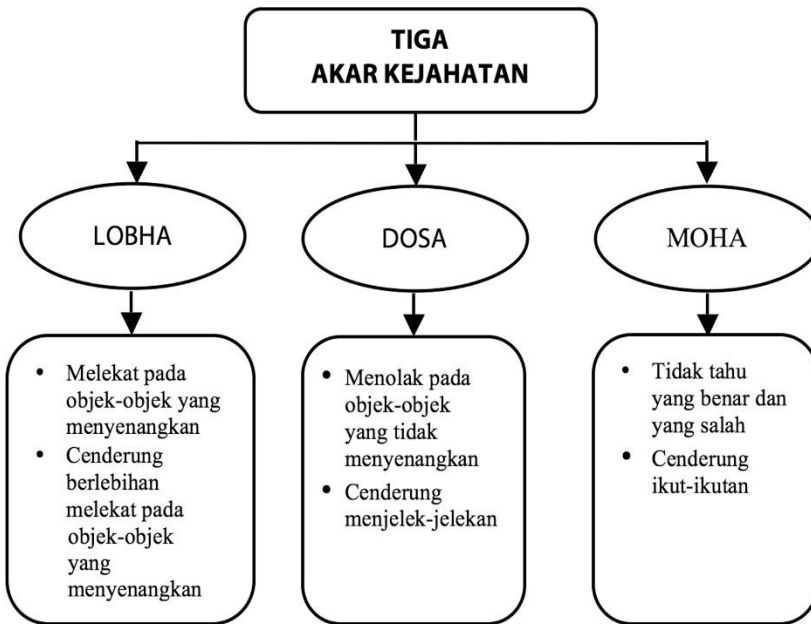 TIGA
AKAR KEJAHATAN
LOBHA
DOSA
MOHA
• Melekat pada
objek-objek yang
menyenangkan
• Cenderung
berlebihan
melekat pada
objek-objek
yang
menyenangkan
• Menolak pada
objek-objek
yang tidak
menyenangkan
• Cenderung
menjelek-jelekan
• Tidak tahu
yang benar dan
yang salah
• Cenderung
ikut-ikutan